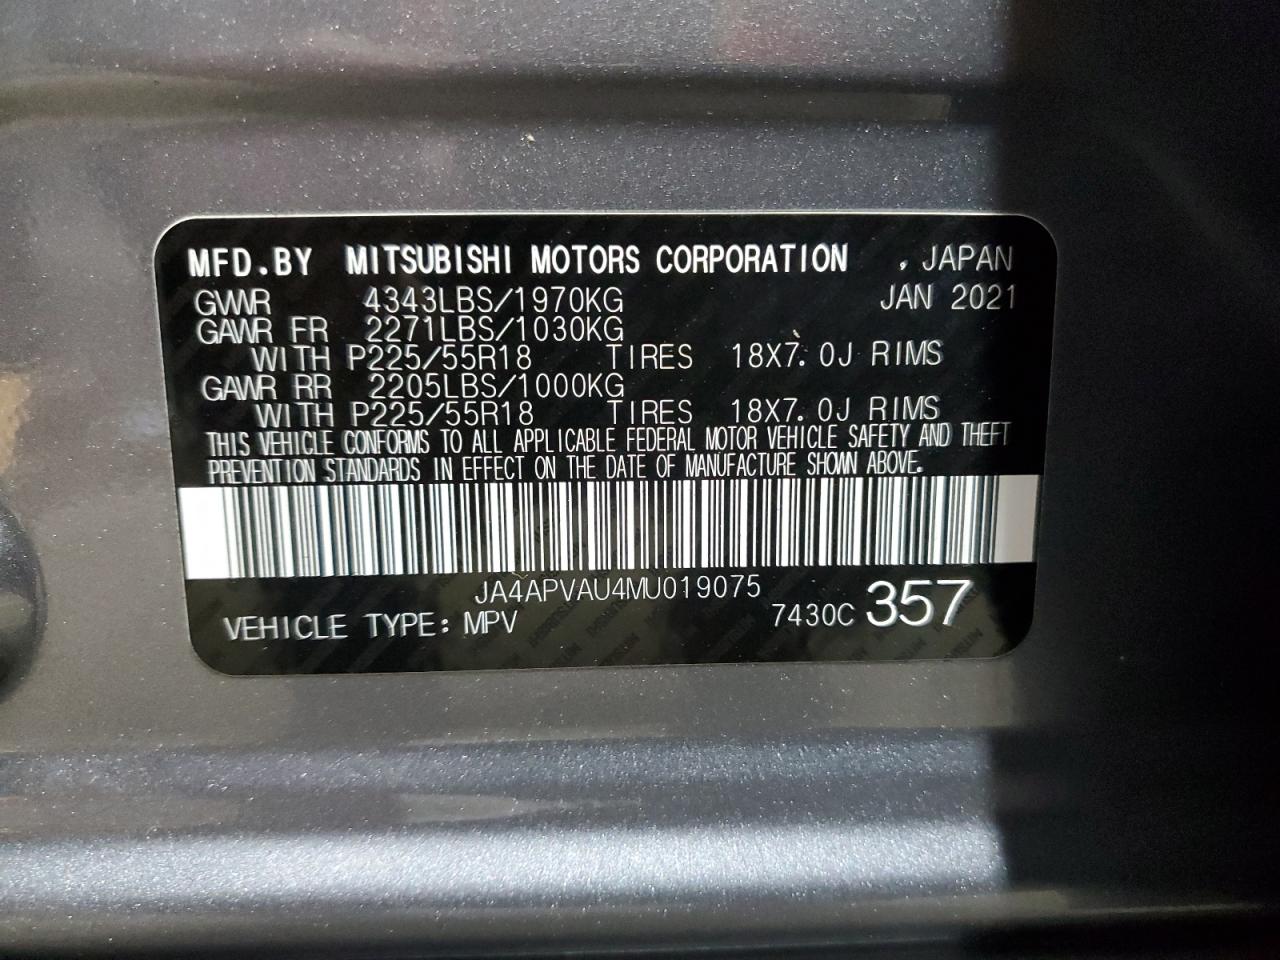 MFD.BY MITSUBISHI MOTORS CORPORATION , JAPAN
GVWR 4343LBS/1970KG JAN 2021
GAWR FR 2271LBS/1030KG
WITH P225/55R18 TIRES 18X7.0J RIMS
GAWR RR 2205LBS/1000KG
WITH P225/55R18 TIRES 18X7.0J RIMS
THIS VEHICLE CONFORMS TO ALL APPLICABLE FEDERAL MOTOR VEHICLE SAFETY AND THEFT
PREVENTION STANDARDS IN EFFECT ON THE DATE OF MANUFACTURE SHOWN ABOVE.
JA4APVAU4MU019075
VEHICLE TYPE: MPV 7430C 357